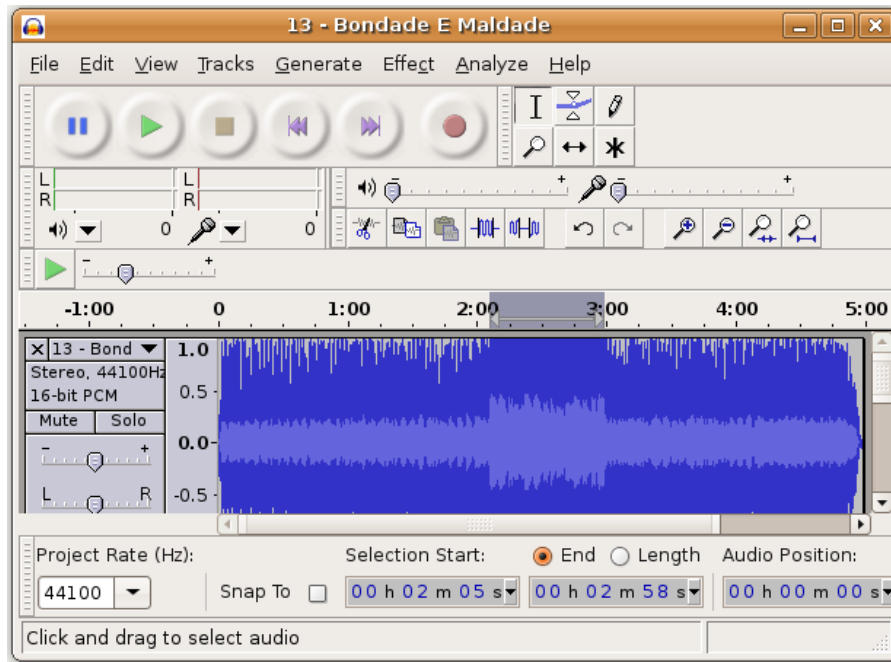 13 - Bondade E Maldade
File Edit View Tracks Generate Effect Analyze Help
L L
R R
0 0
- +
- +
- +
-1:00 0 1:00 2:00 3:00 4:00 5:00
13 - Bond 1.0
Stereo, 44100Hz
16-bit PCM 0.5
Mute Solo
- + 0.0
L R -0.5
Project Rate (Hz): Selection Start: End Length Audio Position:
44100 Snap To 00 h 02 m 05 s 00 h 02 m 58 s 00 h 00 m 00 s
Click and drag to select audio